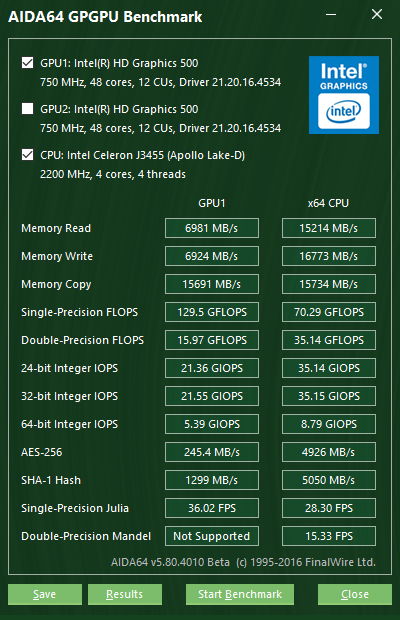 AIDA64 GPGPU Benchmark
GPU1: Intel(R) HD Graphics 500
750 MHz, 48 cores, 12 CUs, Driver 21.20.16.4534
GPU2: Intel(R) HD Graphics 500
750 MHz, 48 cores, 12 CUs, Driver 21.20.16.4534
CPU: Intel Celeron J3455 (Apollo Lake-D)
2200 MHz, 4 cores, 4 threads
Intel®
GRAPHICS
intel
GPU1 x64 CPU
Memory Read 6981 MB/s 15214 MB/s
Memory Write 6924 MB/s 16773 MB/s
Memory Copy 15691 MB/s 15734 MB/s
Single-Precision FLOPS 129.5 GFLOPS 70.29 GFLOPS
Double-Precision FLOPS 15.97 GFLOPS 35.14 GFLOPS
24-bit Integer IOPS 21.36 GIOPS 35.14 GIOPS
32-bit Integer IOPS 21.55 GIOPS 35.15 GIOPS
64-bit Integer IOPS 5.39 GIOPS 8.79 GIOPS
AES-256 245.4 MB/s 4926 MB/s
SHA-1 Hash 1299 MB/s 5050 MB/s
Single-Precision Julia 36.02 FPS 28.30 FPS
Double-Precision Mandel Not Supported 15.33 FPS
AIDA64 v5.80.4010 Beta (c) 1995-2016 FinalWire Ltd.
Save Results Start Benchmark Close